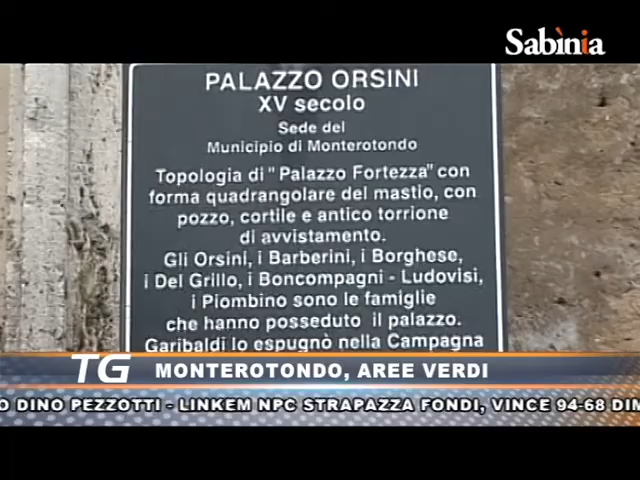 Sabìnia
PALAZZO ORSINI
XV secolo
Sede del
Municipio di Monterotondo
Topologia di "Palazzo Fortezza" con
forma quadrangolare del mastio, con
pozzo, cortile e antico torrione
di avvistamento.
Gli Orsini, i Barberini, i Borghese,
i Del Grillo, i Boncompagni - Ludovisi,
i Piombino sono le famiglie
che hanno posseduto il palazzo.
Garibaldi lo espugnò nella Campagna
TG MONTEROTONDO, AREE VERDI
O DINO PEZZOTTI - LINKEM NPC STRAPAZZA FONDI, VINCE 94-68 DIM